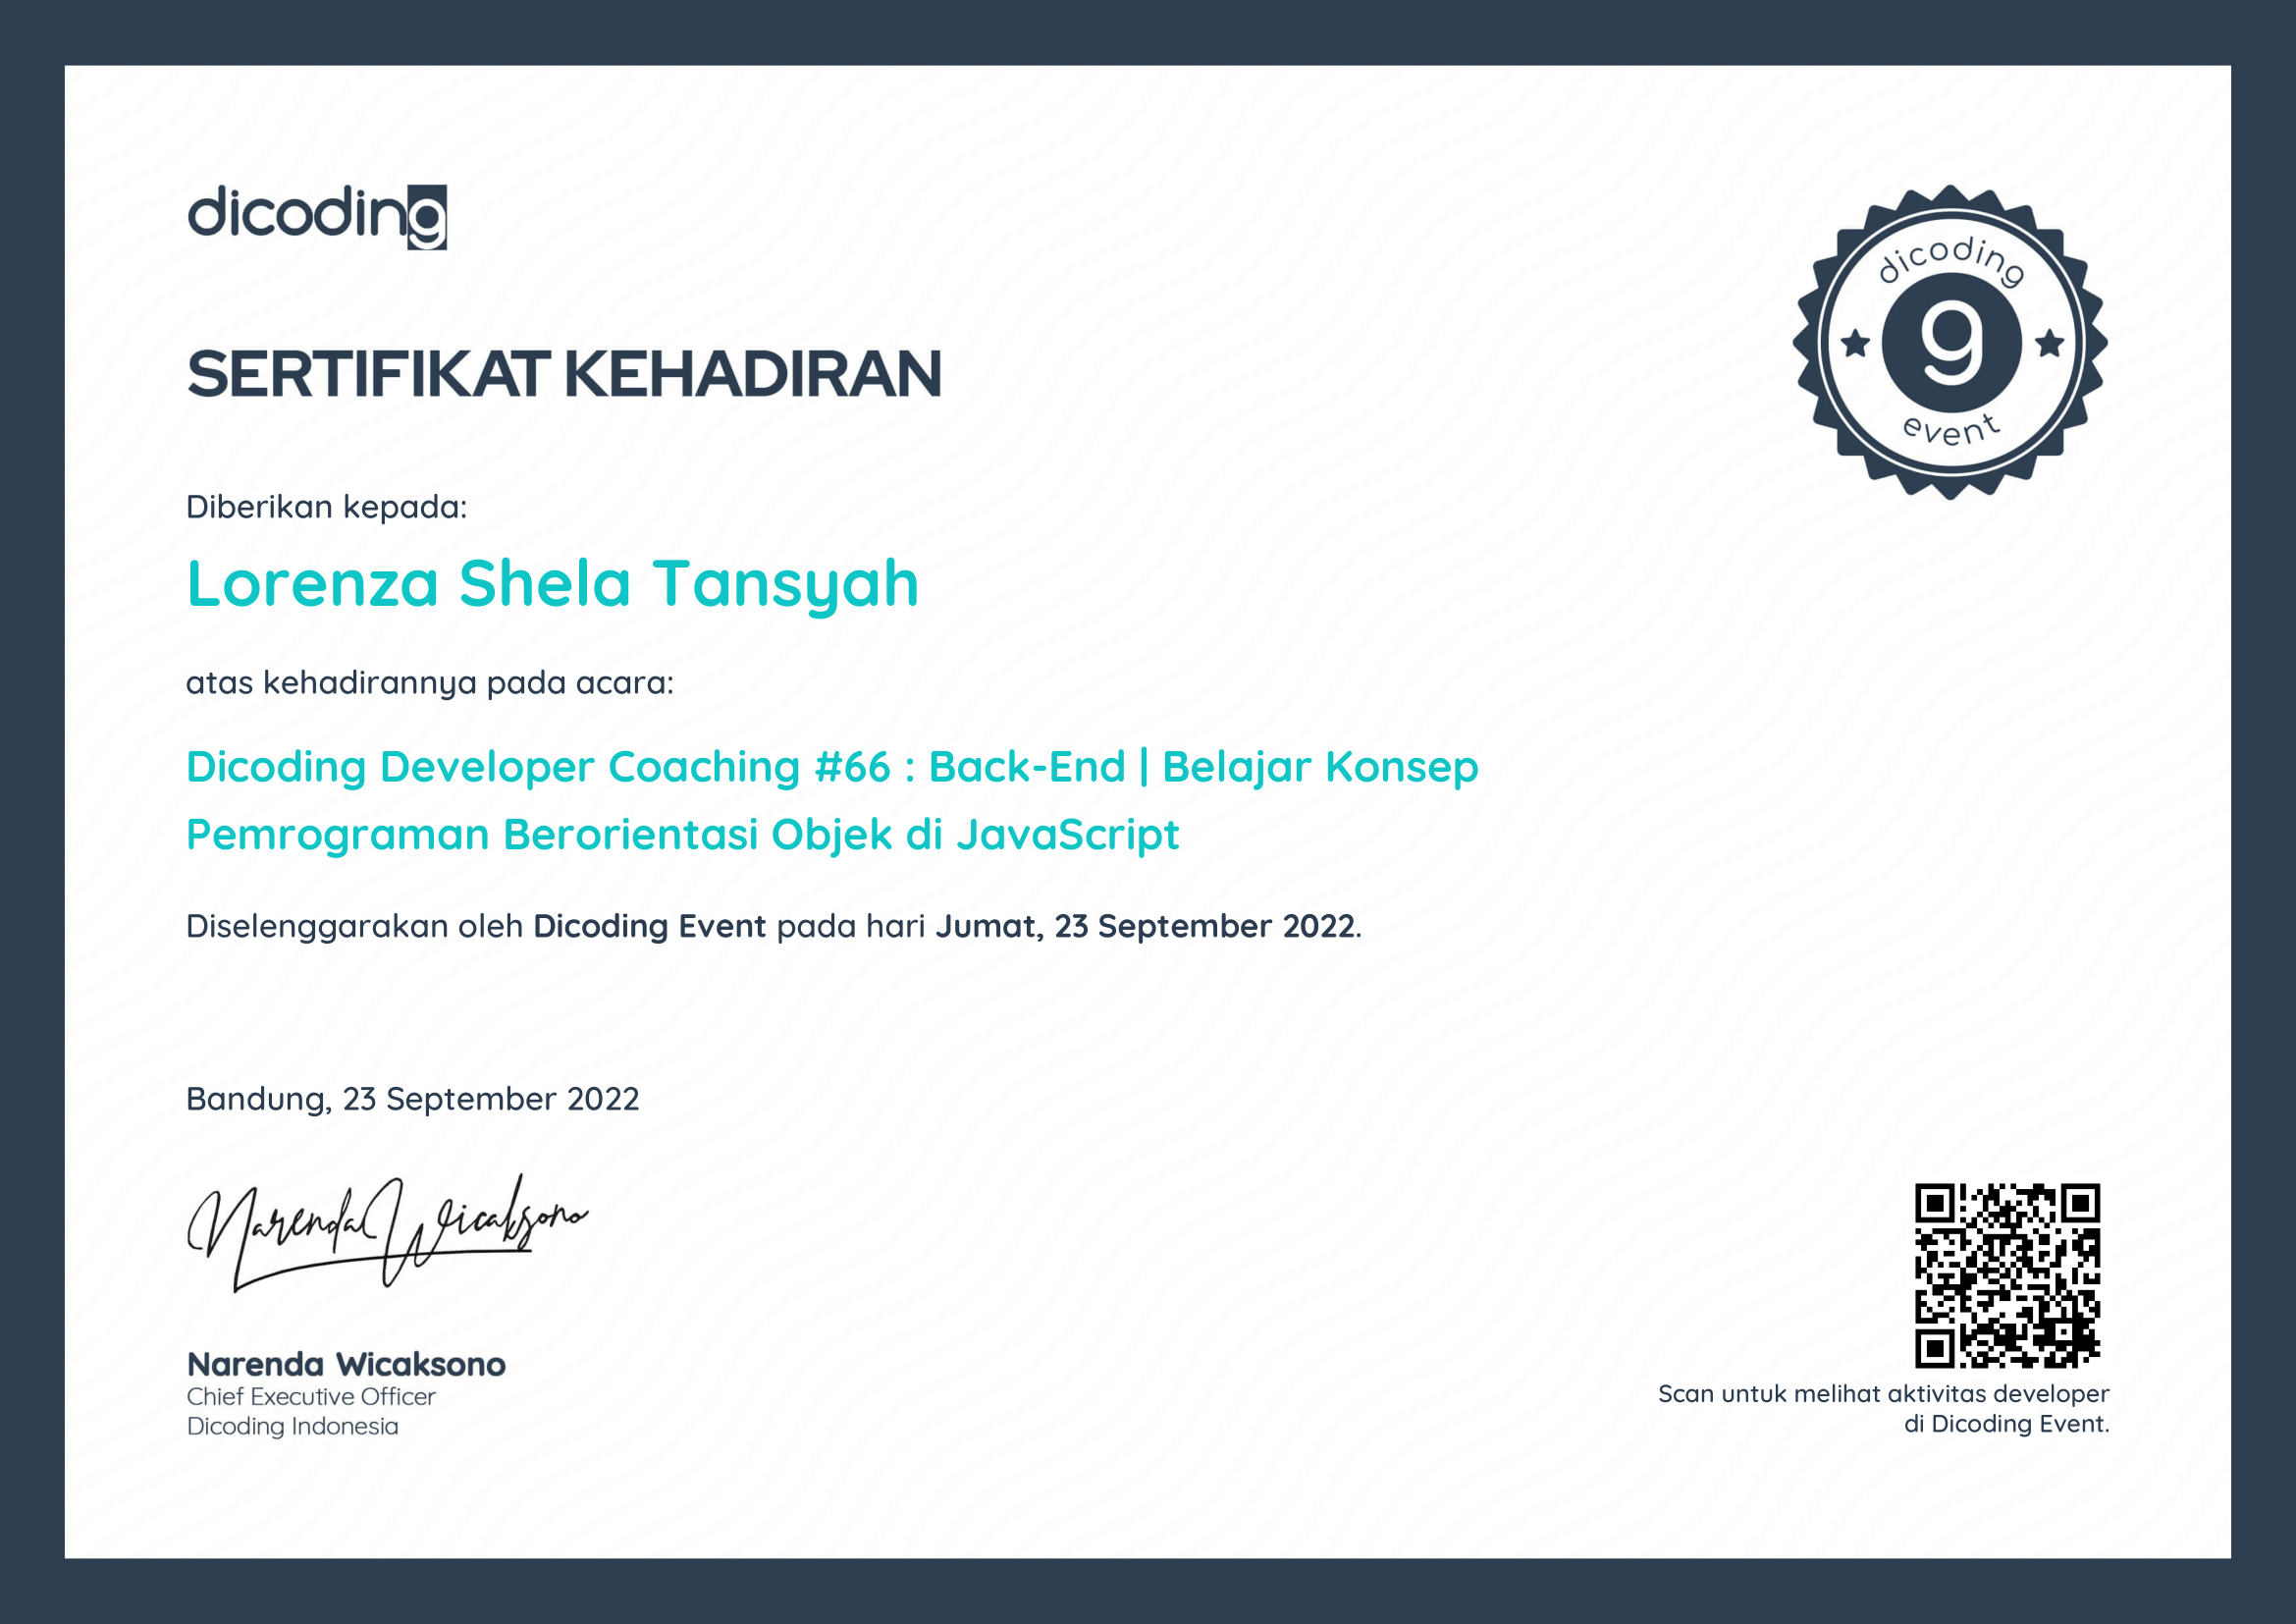 dicoding
SERTIFIKAT KEHADIRAN
dicoding
g
event
Diberikan kepada:
Lorenza Shela Tansyah
atas kehadirannya pada acara:
Dicoding Developer Coaching #66 : Back-End | Belajar Konsep
Pemrograman Berorientasi Objek di JavaScript
Diselenggarakan oleh Dicoding Event pada hari Jumat, 23 September 2022.
Bandung, 23 September 2022
Narenda Wicaksono
Narenda Wicaksono
Chief Executive Officer
Dicoding Indonesia
Scan untuk melihat aktivitas developer
di Dicoding Event.